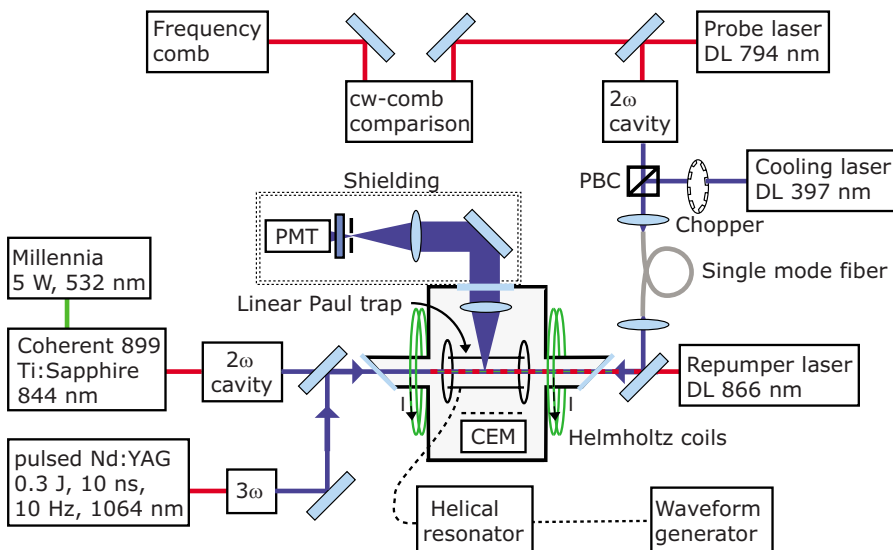 Frequency
comb
cw-comb
comparison
Probe laser
DL 794 nm
2ω
cavity
PBC
Cooling laser
DL 397 nm
Chopper
Shielding
PMT
Single mode fiber
Millennia
5 W, 532 nm
Linear Paul trap
Coherent 899
Ti:Sapphire
844 nm
2ω
cavity
Repumper laser
DL 866 nm
I
I
CEM
Helmholtz coils
pulsed Nd:YAG
0.3 J, 10 ns,
10 Hz, 1064 nm
3ω
Helical
resonator
Waveform
generator